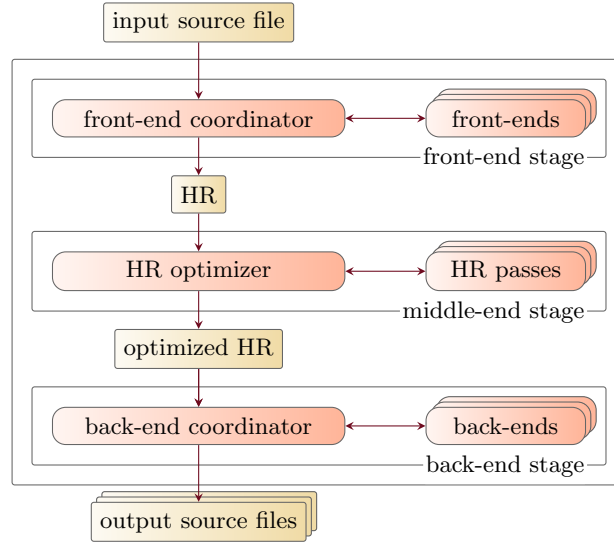 input source file
front-end coordinator
front-ends
front-end stage
HR
HR optimizer
HR passes
middle-end stage
optimized HR
back-end coordinator
back-ends
back-end stage
output source files